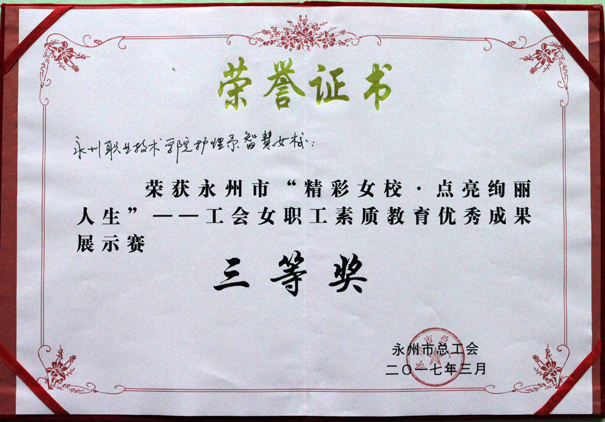 荣誉证书
永州职业技术学院护理系智慧女校：
荣获永州市“精彩女校·点亮绚丽
人生”——工会女职工素质教育优秀成果
展示赛
三等奖
永州市总工会
二〇一七年三月